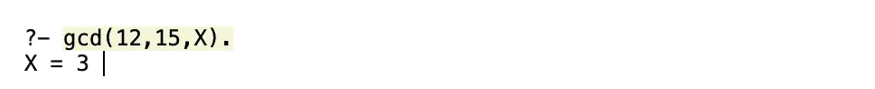 ?- gcd(12,15,X).
X = 3